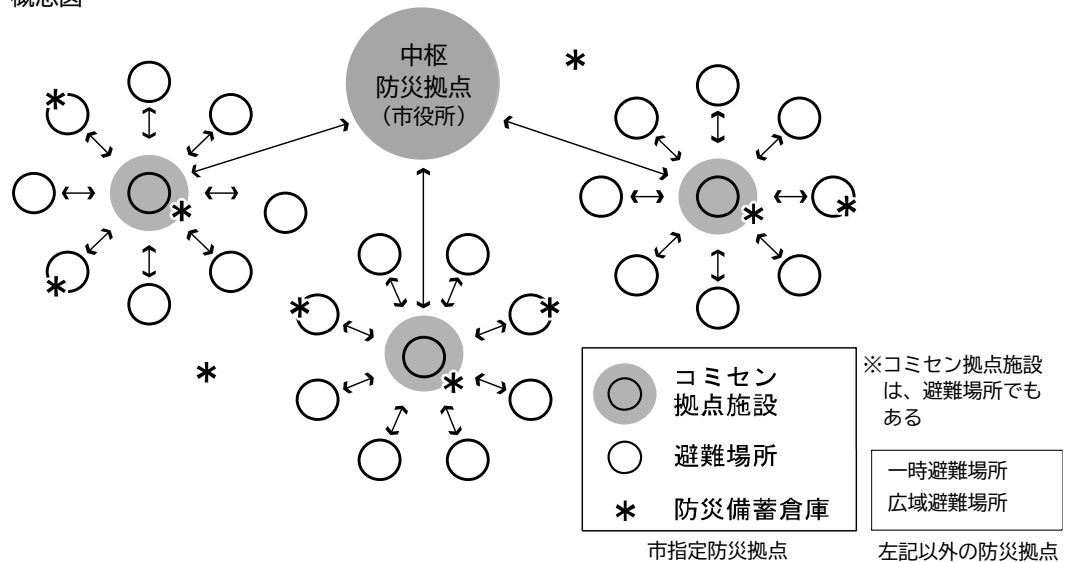 概念図
中枢
防災拠点
（市役所）
コミセン
拠点施設
避難場所
防災備蓄倉庫
市指定防災拠点
※コミセン拠点施設
は、避難場所でも
ある
一時避難場所
広域避難場所
左記以外の防災拠点